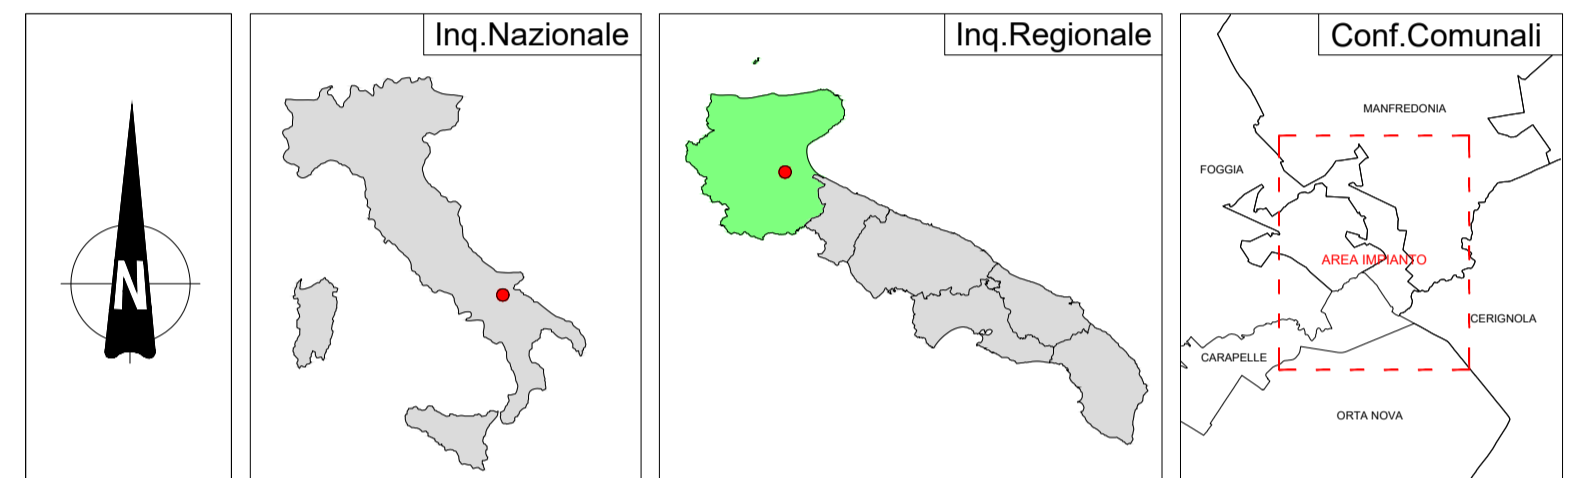 N
Inq.Nazionale
Inq.Regionale
Conf.Comunali
MANFREDONIA
FOGGIA
AREA IMPIANTO
CERIGNOLA
CARAPELLE
ORTA NOVA